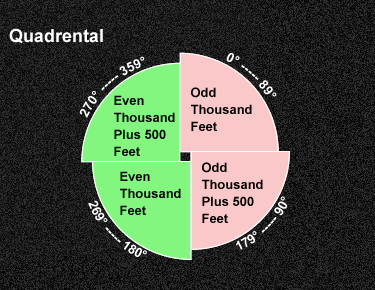 Quadrental
270° ----- 359°
0° ----- 89°
Even
Thousand
Plus 500
Feet
Odd
Thousand
Feet
Even
Thousand
Feet
Odd
Thousand
Plus 500
Feet
269° ----- 180°
179° ----- 90°